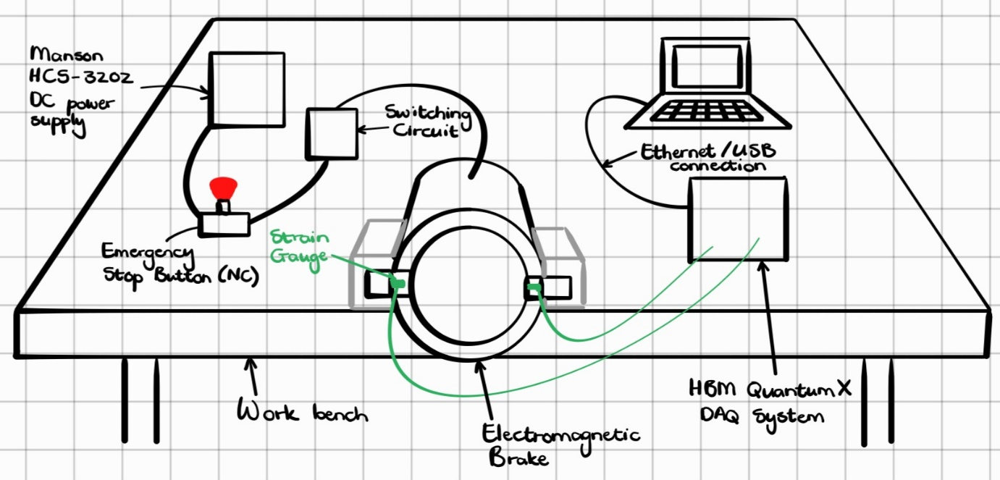 Manson
HCS-3202
DC power
supply
Switching
Circuit
Ethernet/USB
connection
Strain
Gauge
Emergency
Stop Button (NC)
Work bench
Electromagnetic
Brake
HBM QuantumX
DAQ System